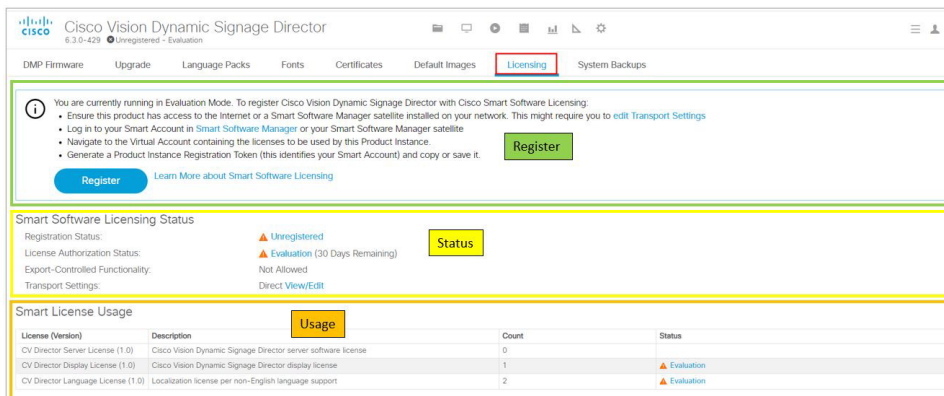 CISCO
Cisco Vision Dynamic Signage Director
6.3.0-429 Unregistered - Evaluation
DMP Firmware Upgrade Language Packs Fonts Certificates Default Images Licensing System Backups
You are currently running in Evaluation Mode. To register Cisco Vision Dynamic Signage Director with Cisco Smart Software Licensing:
• Ensure this product has access to the Internet or a Smart Software Manager satellite installed on your network. This might require you to edit Transport Settings
• Log in to your Smart Account in Smart Software Manager or your Smart Software Manager satellite
• Navigate to the Virtual Account containing the licenses to be used by this Product Instance.
• Generate a Product Instance Registration Token (this identifies your Smart Account) and copy or save it.
Register
Register
Learn More about Smart Software Licensing
Smart Software Licensing Status
Registration Status: Unregistered
License Authorization Status: Evaluation (30 Days Remaining)
Export-Controlled Functionality: Not Allowed
Transport Settings: Direct View/Edit
Status
Smart License Usage
Usage
License (Version) Description Count Status
CV Director Server License (1.0) Cisco Vision Dynamic Signage Director server software license 0
CV Director Display License (1.0) Cisco Vision Dynamic Signage Director display license 1 Evaluation
CV Director Language License (1.0) Localization license per non-English language support 2 Evaluation